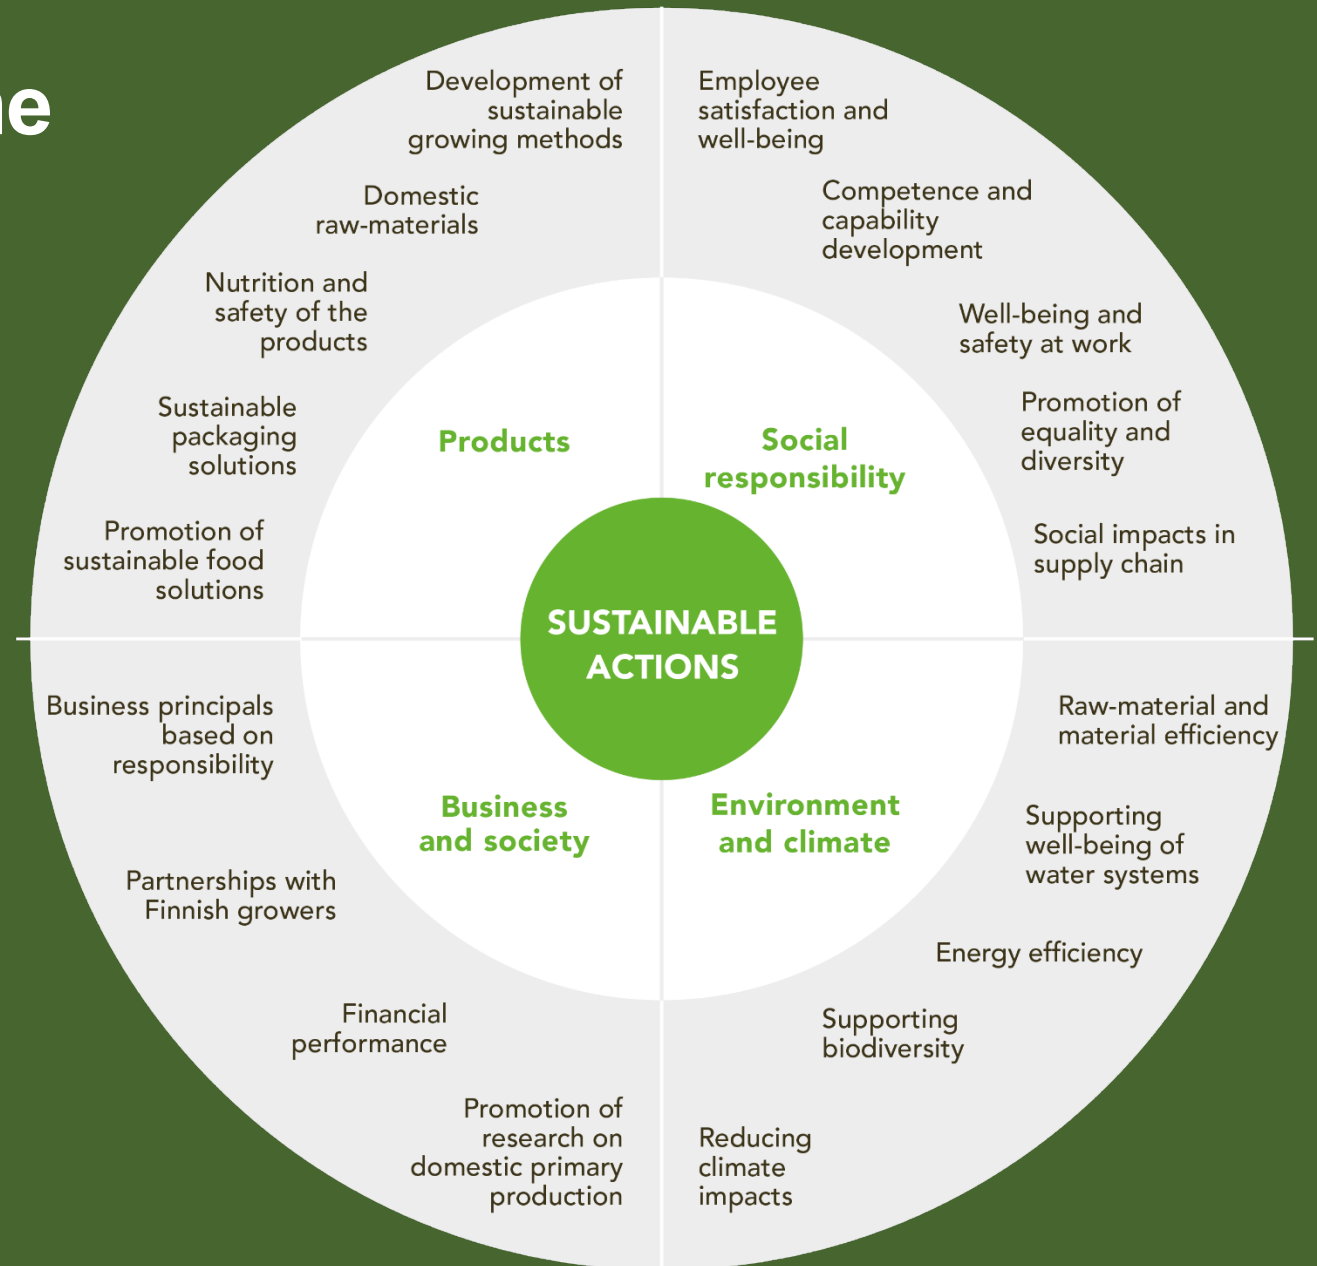 Development of
sustainable
growing methods
Domestic
raw-materials
Nutrition and
safety of the
products
Sustainable
packaging
solutions
Promotion of
sustainable food
solutions
Employee
satisfaction and
well-being
Competence and
capability
development
Well-being and
safety at work
Promotion of
equality and
diversity
Social impacts in
supply chain
Products
Social
responsibility
SUSTAINABLE
ACTIONS
Business
and society
Environment
and climate
Business principals
based on
responsibility
Partnerships with
Finnish growers
Financial
performance
Promotion of
research on
domestic primary
production
Raw-material and
material efficiency
Supporting
well-being of
water systems
Energy efficiency
Supporting
biodiversity
Reducing
climate
impacts